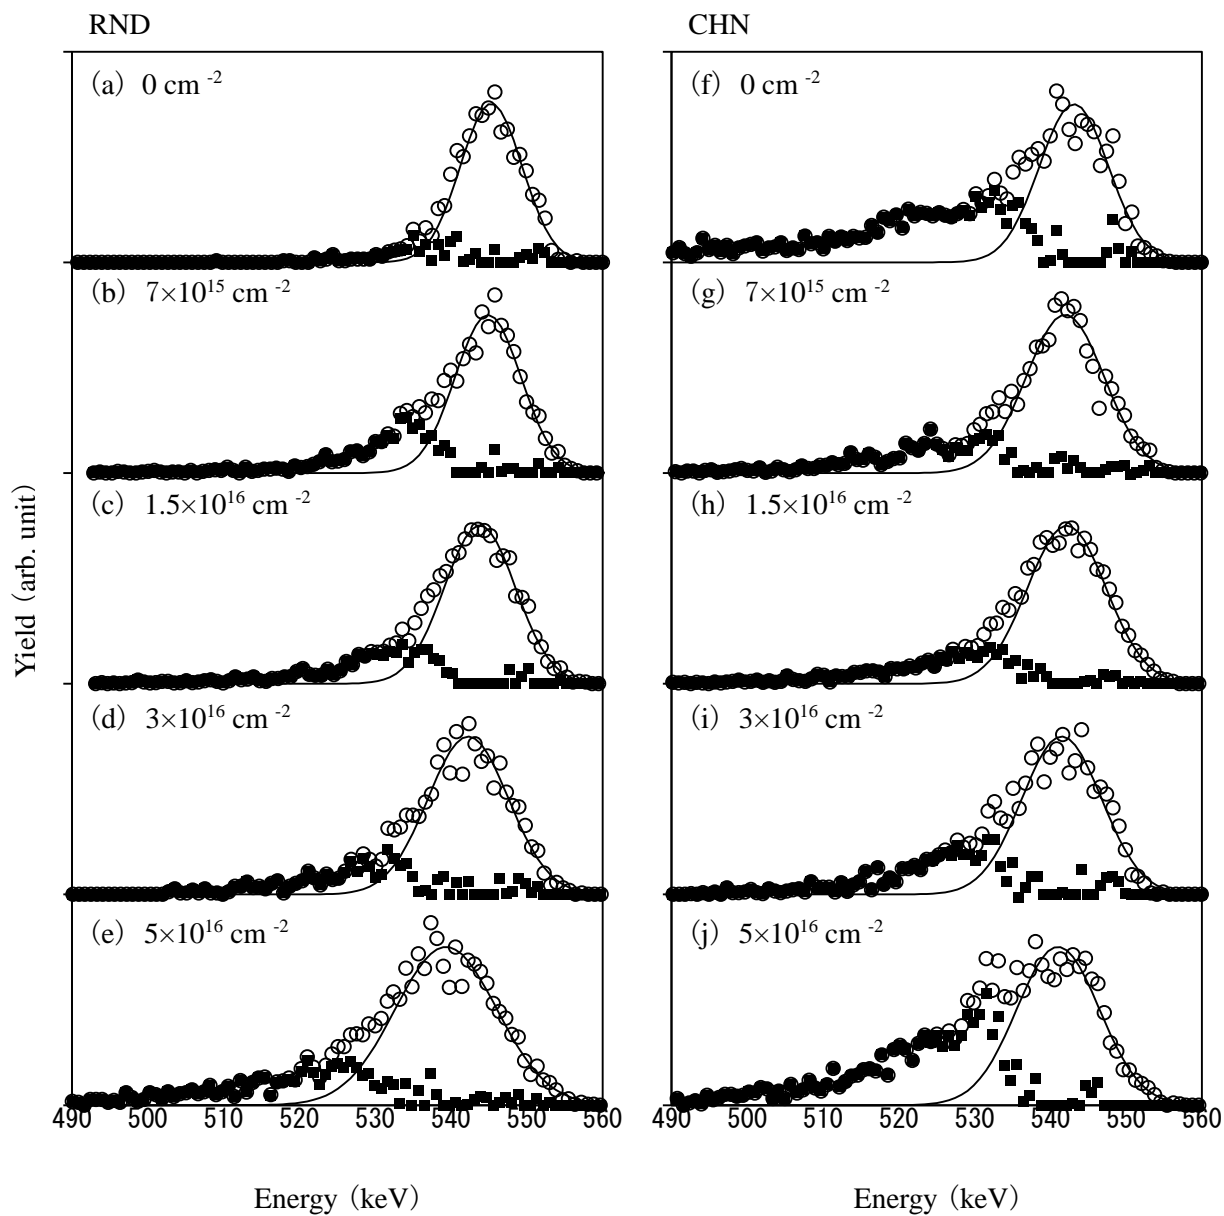 RND
CHN
(a) 0 cm -2
(f) 0 cm -2
(b) 7×10¹⁵ cm -2
(g) 7×10¹⁵ cm -2
(c) 1.5×10¹⁶ cm -2
(h) 1.5×10¹⁶ cm -2
(d) 3×10¹⁶ cm -2
(i) 3×10¹⁶ cm -2
(e) 5×10¹⁶ cm -2
(j) 5×10¹⁶ cm -2
Yield (arb. unit)
490 500 510 520 530 540 550 560
490 500 510 520 530 540 550 560
Energy (keV)
Energy (keV)